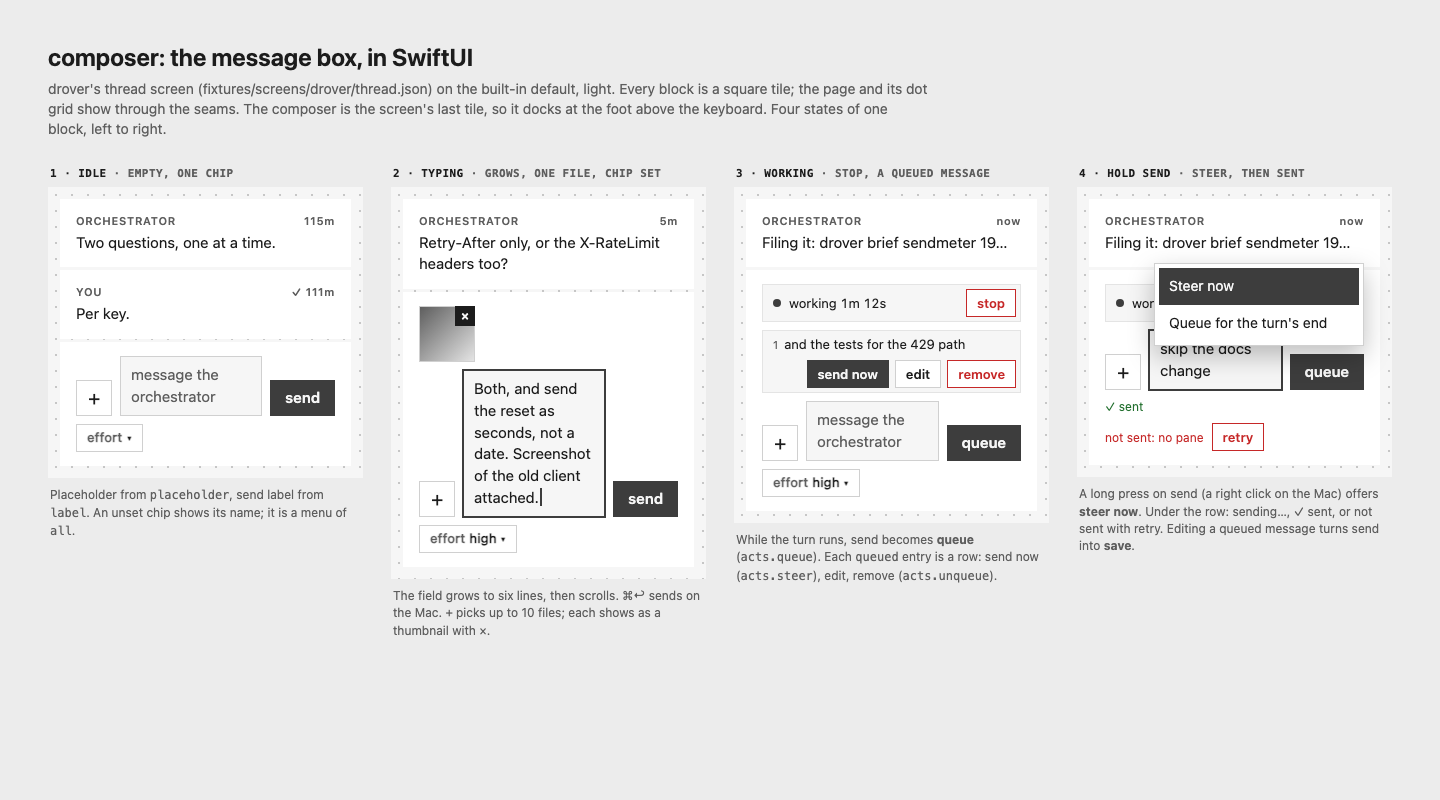 composer: the message box, in SwiftUI
drover's thread screen (fixtures/screens/drover/thread.json) on the built-in default, light. Every block is a square tile; the page and its dot
grid show through the seams. The composer is the screen's last tile, so it docks at the foot above the keyboard. Four states of one
block, left to right.
1 · IDLE · EMPTY, ONE CHIP
ORCHESTRATOR 115m
Two questions, one at a time.
YOU ✓ 111m
Per key.
message the
orchestrator
+ send
effort ▾
Placeholder from placeholder, send label from
label. An unset chip shows its name; it is a menu of
all.
2 · TYPING · GROWS, ONE FILE, CHIP SET
ORCHESTRATOR 5m
Retry-After only, or the X-RateLimit
headers too?
×
Both, and send
the reset as
seconds, not a
date. Screenshot
of the old client
attached.
+ send
effort high ▾
The field grows to six lines, then scrolls. ⌘↩ sends on
the Mac. + picks up to 10 files; each shows as a
thumbnail with ×.
3 · WORKING · STOP, A QUEUED MESSAGE
ORCHESTRATOR now
Filing it: drover brief sendmeter 19…
working 1m 12s stop
1 and the tests for the 429 path
send now edit remove
message the
orchestrator
+ queue
effort high ▾
While the turn runs, send becomes queue
(acts.queue). Each queued entry is a row: send now
(acts.steer), edit, remove (acts.unqueue).
4 · HOLD SEND · STEER, THEN SENT
ORCHESTRATOR now
Filing it: drover brief sendmeter 19…
Steer now
Queue for the turn's end
wor
skip the docs
change
+ queue
✓ sent
not sent: no pane retry
A long press on send (a right click on the Mac) offers
steer now. Under the row: sending…, ✓ sent, or not
sent with retry. Editing a queued message turns send
into save.